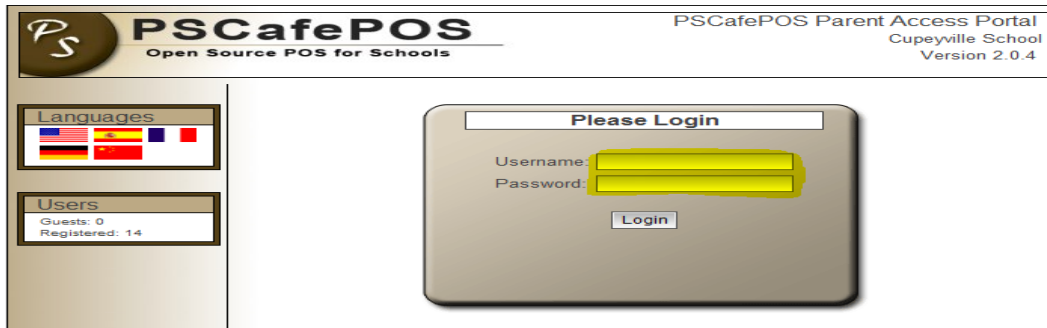 PS
PSCafePOS
Open Source POS for Schools
PSCafePOS Parent Access Portal
Cupeyville School
Version 2.0.4
Languages
Users
Guests: 0
Registered: 14
Please Login
Username:
Password:
Login